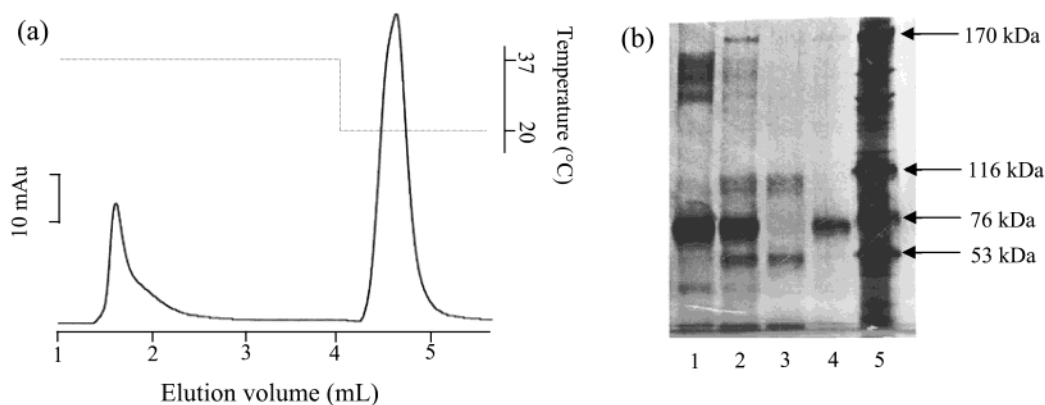 (a)
10 mAu
37
20
Temperature (°C)
1 2 3 4 5
Elution volume (mL)
(b)
170 kDa
116 kDa
76 kDa
53 kDa
1 2 3 4 5